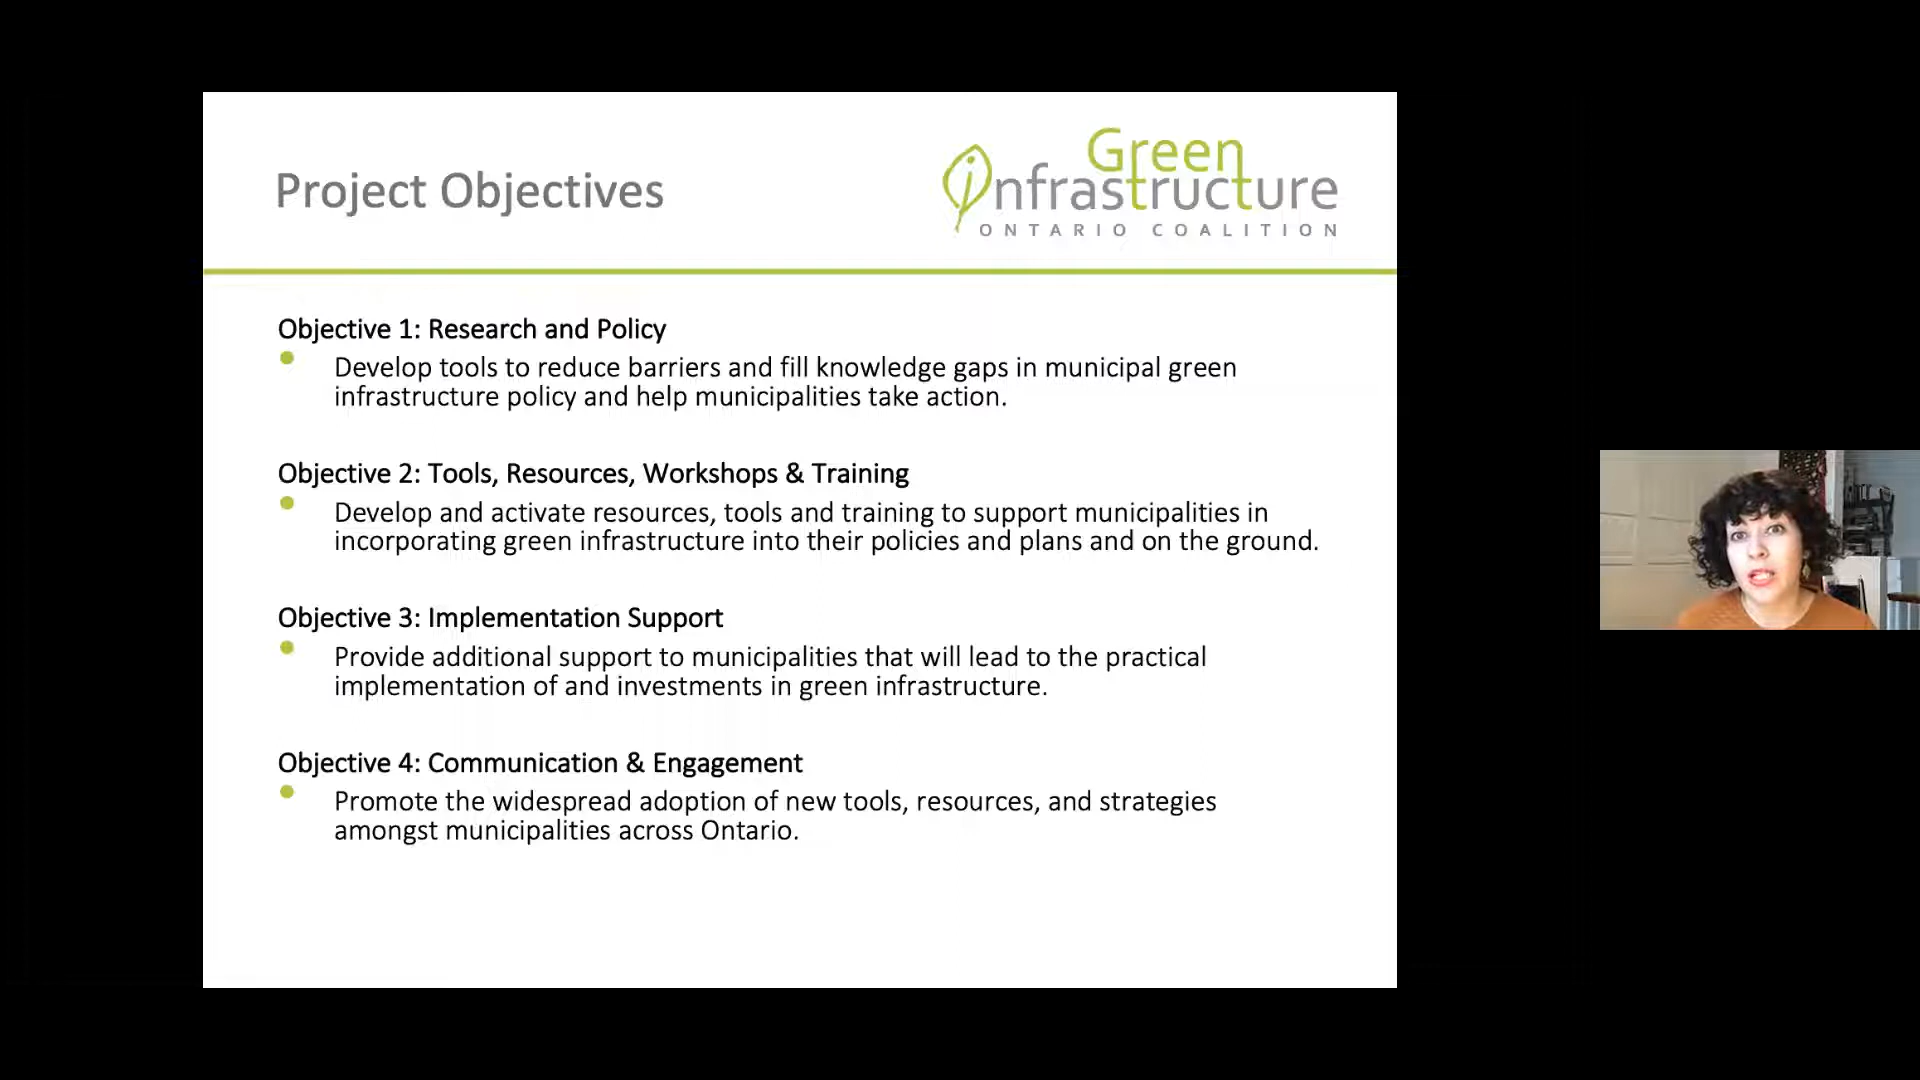 Project Objectives
Green
infrastructure
ONTARIO COALITION
Objective 1: Research and Policy
Develop tools to reduce barriers and fill knowledge gaps in municipal green
infrastructure policy and help municipalities take action.
Objective 2: Tools, Resources, Workshops & Training
Develop and activate resources, tools and training to support municipalities in
incorporating green infrastructure into their policies and plans and on the ground.
Objective 3: Implementation Support
Provide additional support to municipalities that will lead to the practical
implementation of and investments in green infrastructure.
Objective 4: Communication & Engagement
Promote the widespread adoption of new tools, resources, and strategies
amongst municipalities across Ontario.